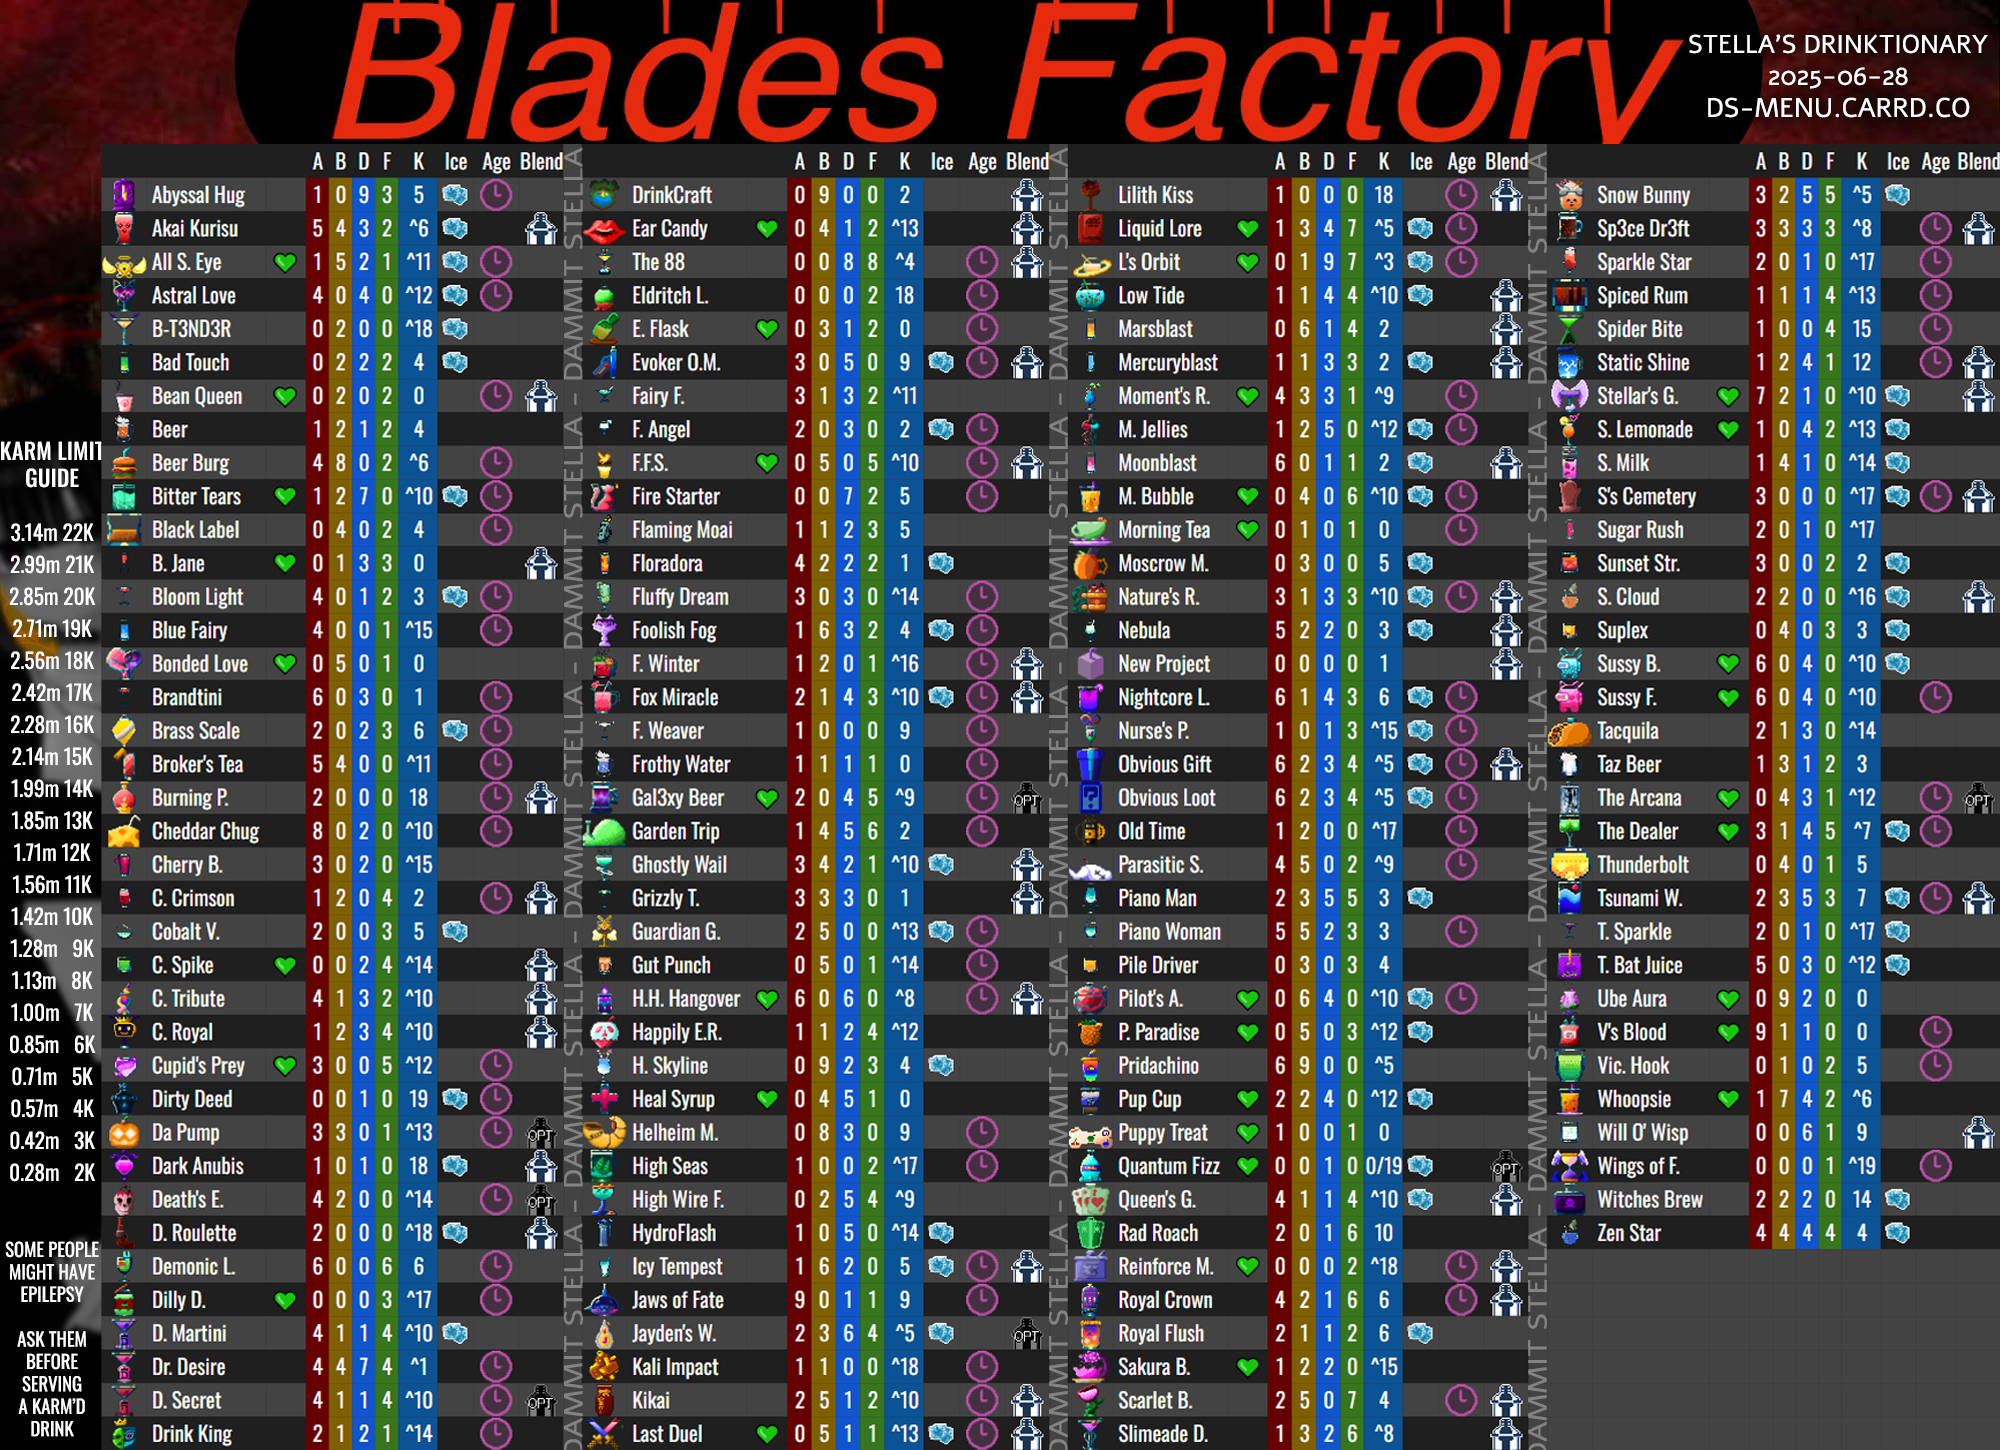 Blades Factory
STELLA'S DRINKTIONARY
2025-06-28
DS-MENU.CARRD.CO
KARM LIMIT
GUIDE
3.14m 22K
2.99m 21K
2.85m 20K
2.71m 19K
2.56m 18K
2.42m 17K
2.28m 16K
2.14m 15K
1.99m 14K
1.85m 13K
1.71m 12K
1.56m 11K
1.42m 10K
1.28m 9K
1.13m 8K
1.00m 7K
0.85m 6K
0.71m 5K
0.57m 4K
0.42m 3K
0.28m 2K
SOME PEOPLE
MIGHT HAVE
EPILEPSY
ASK THEM
BEFORE
SERVING
A KARM'D
DRINK
A B D F K Ice Age Blend
Abyssal Hug 1 0 9 3 5
Akai Kurisu 5 4 3 2 ^6
All S. Eye 1 5 2 1 ^11
Astral Love 4 0 4 0 ^12
B-T3ND3R 0 2 0 0 ^18
Bad Touch 0 2 2 2 4
Bean Queen 0 2 0 2 0
Beer 1 2 1 2 4
Beer Burg 4 8 0 2 ^6
Bitter Tears 1 2 7 0 ^10
Black Label 0 4 0 2 4
B. Jane 0 1 3 3 0
Bloom Light 4 0 1 2 3
Blue Fairy 4 0 0 1 ^15
Bonded Love 0 5 0 1 0
Brandtini 6 0 3 0 1
Brass Scale 2 0 2 3 6
Broker's Tea 5 4 0 0 ^11
Burning P. 2 0 0 0 18
Cheddar Chug 8 0 2 0 ^10
Cherry B. 3 0 2 0 ^15
C. Crimson 1 2 0 4 2
Cobalt V. 2 0 0 3 5
C. Spike 0 0 2 4 ^14
C. Tribute 4 1 3 2 ^10
C. Royal 1 2 3 4 ^10
Cupid's Prey 3 0 0 5 ^12
Dirty Deed 0 0 1 0 19
Da Pump 3 3 0 1 ^13 OPT
Dark Anubis 1 0 1 0 18
Death's E. 4 2 0 0 ^14 OPT
D. Roulette 2 0 0 0 ^18
Demonic L. 6 0 0 6 6
Dilly D. 0 0 0 3 ^17
D. Martini 4 1 1 4 ^10
Dr. Desire 4 4 7 4 ^1
D. Secret 4 1 1 4 ^10 OPT
Drink King 2 1 2 1 ^14
DAMMIT STELLA - DAMMIT STELLA - DAMMIT STELLA - DAMMIT STELLA
A B D F K Ice Age Blend
DrinkCraft 0 9 0 0 2
Ear Candy 0 4 1 2 ^13
The 88 0 0 8 8 ^4
Eldritch L. 0 0 0 2 18
E. Flask 0 3 1 2 0
Evoker O.M. 3 0 5 0 9
Fairy F. 3 1 3 2 ^11
F. Angel 2 0 3 0 2
F.F.S. 0 5 0 5 ^10
Fire Starter 0 0 7 2 5
Flaming Moai 1 1 2 3 5
Floradora 4 2 2 2 1
Fluffy Dream 3 0 3 0 ^14
Foolish Fog 1 6 3 2 4
F. Winter 1 2 0 1 ^16
Fox Miracle 2 1 4 3 ^10
F. Weaver 1 0 0 0 9
Frothy Water 1 1 1 1 0
Gal3xy Beer 2 0 4 5 ^9 OPT
Garden Trip 1 4 5 6 2
Ghostly Wail 3 4 2 1 ^10
Grizzly T. 3 3 3 0 1
Guardian G. 2 5 0 0 ^13
Gut Punch 0 5 0 1 ^14
H.H. Hangover 6 0 6 0 ^8
Happily E.R. 1 1 2 4 ^12
H. Skyline 0 9 2 3 4
Heal Syrup 0 4 5 1 0
Helheim M. 0 8 3 0 9
High Seas 1 0 0 2 ^17
High Wire F. 0 2 5 4 ^9
HydroFlash 1 0 5 0 ^14
Icy Tempest 1 6 2 0 5
Jaws of Fate 9 0 1 1 9
Jayden's W. 2 3 6 4 ^5 OPT
Kali Impact 1 1 0 0 ^18
Kikai 2 5 1 2 ^10
Last Duel 0 5 1 1 ^13
DAMMIT STELLA - DAMMIT STELLA - DAMMIT STELLA - DAMMIT STELLA
A B D F K Ice Age Blend
Lilith Kiss 1 0 0 0 18
Liquid Lore 1 3 4 7 ^5
L's Orbit 0 1 9 7 ^3
Low Tide 1 1 4 4 ^10
Marsblast 0 6 1 4 2
Mercuryblast 1 1 3 3 2
Moment's R. 4 3 3 1 ^9
M. Jellies 1 2 5 0 ^12
Moonblast 6 0 1 1 2
M. Bubble 0 4 0 6 ^10
Morning Tea 0 1 0 1 0
Moscrow M. 0 3 0 0 5
Nature's R. 3 1 3 3 ^10
Nebula 5 2 2 0 3
New Project 0 0 0 0 1
Nightcore L. 6 1 4 3 6
Nurse's P. 1 0 1 3 ^15
Obvious Gift 6 2 3 4 ^5
Obvious Loot 6 2 3 4 ^5
Old Time 1 2 0 0 ^17
Parasitic S. 4 5 0 2 ^9
Piano Man 2 3 5 5 3
Piano Woman 5 5 2 3 3
Pile Driver 0 3 0 3 4
Pilot's A. 0 6 4 0 ^10
P. Paradise 0 5 0 3 ^12
Pridachino 6 9 0 0 ^5
Pup Cup 2 2 4 0 ^12
Puppy Treat 1 0 0 1 0
Quantum Fizz 0 0 1 0 0/19 OPT
Queen's G. 4 1 1 4 ^10
Rad Roach 2 0 1 6 10
Reinforce M. 0 0 0 2 ^18
Royal Crown 4 2 1 6 6
Royal Flush 2 1 1 2 6
Sakura B. 1 2 2 0 ^15
Scarlet B. 2 5 0 7 4
Slimeade D. 1 3 2 6 ^8
DAMMIT STELLA - DAMMIT STELLA - DAMMIT STELLA - DAMMIT STELLA
A B D F K Ice Age Blend
Snow Bunny 3 2 5 5 ^5
Sp3ce Dr3ft 3 3 3 3 ^8
Sparkle Star 2 0 1 0 ^17
Spiced Rum 1 1 1 4 ^13
Spider Bite 1 0 0 4 15
Static Shine 1 2 4 1 12
Stellar's G. 7 2 1 0 ^10
S. Lemonade 1 0 4 2 ^13
S. Milk 1 4 1 0 ^14
S's Cemetery 3 0 0 0 ^17
Sugar Rush 2 0 1 0 ^17
Sunset Str. 3 0 0 2 2
S. Cloud 2 2 0 0 ^16
Suplex 0 4 0 3 3
Sussy B. 6 0 4 0 ^10
Sussy F. 6 0 4 0 ^10
Tacquila 2 1 3 0 ^14
Taz Beer 1 3 1 2 3
The Arcana 0 4 3 1 ^12 OPT
The Dealer 3 1 4 5 ^7
Thunderbolt 0 4 0 1 5
Tsunami W. 2 3 5 3 7
T. Sparkle 2 0 1 0 ^17
T. Bat Juice 5 0 3 0 ^12
Ube Aura 0 9 2 0 0
V's Blood 9 1 1 0 0
Vic. Hook 0 1 0 2 5
Whoopsie 1 7 4 2 ^6
Will O' Wisp 0 0 6 1 9
Wings of F. 0 0 0 1 ^19
Witches Brew 2 2 2 0 14
Zen Star 4 4 4 4 4